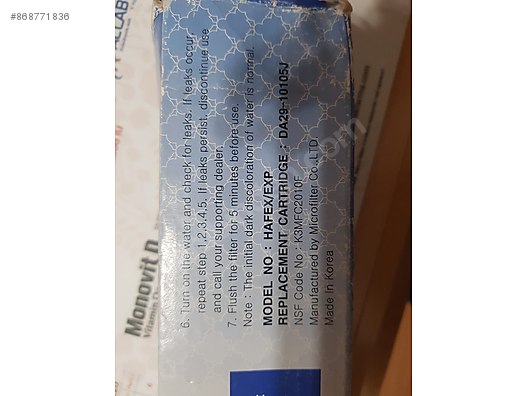 #868771836
6. Turn on the water and check for leaks. If leaks occur,
repeat step 1,2,3,4,5. If leaks persist, discontinue use
and call your supporting dealer.
7. Flush the filter for 5 minutes before use.
Note : The initial dark discoloration of water is normal.
MODEL NO : HAFEX/EXP
REPLACEMENT CARTRIDGE : DA29-10105J
NSF Code No : K3MFC2010F
Manufactured by Microfilter Co.,LTD.
Made in Korea
Monovit D
.com